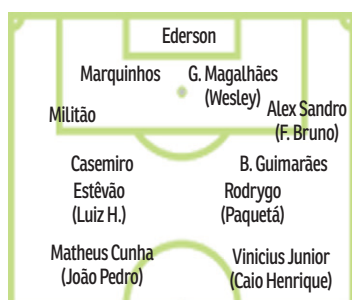 Ederson
Marquinhos G. Magalhães
(Wesley)
Militão
Alex Sandro
(F. Bruno)
Casemiro B. Guimarães
Estêvão Rodrygo
(Luiz H.) (Paquetá)
Matheus Cunha Vinicius Junior
(João Pedro) (Caio Henrique)